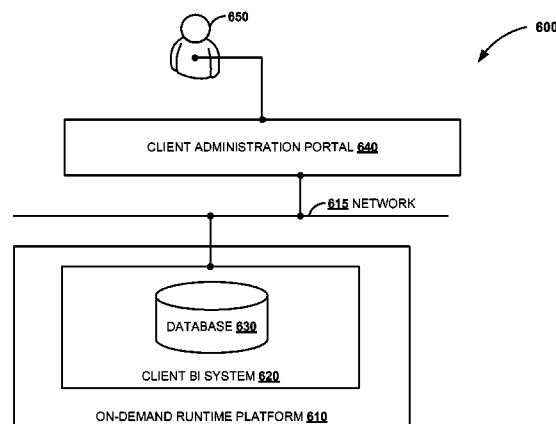 650
600
CLIENT ADMINISTRATION PORTAL 640
615 NETWORK
DATABASE 630
CLIENT BI SYSTEM 620
ON-DEMAND RUNTIME PLATFORM 610